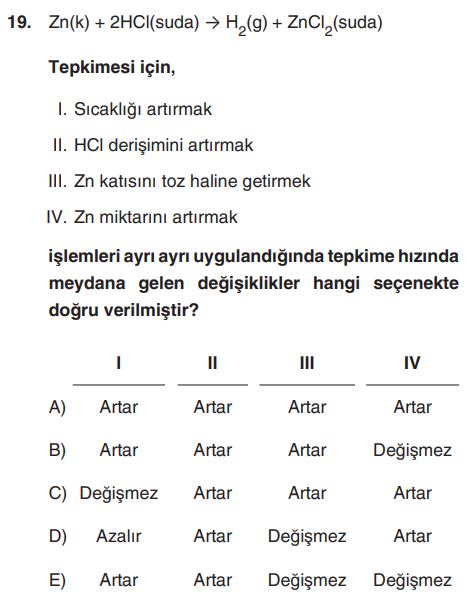 19. Zn(k) + 2HCl(suda) → H₂(g) + ZnCl₂(suda)
Tepkimesi için,
I. Sıcaklığı artırmak
II. HCl derişimini artırmak
III. Zn katısını toz haline getirmek
IV. Zn miktarını artırmak
işlemleri ayrı ayrı uygulandığında tepkime hızında
meydana gelen değişiklikler hangi seçenekte
doğru verilmiştir?
I II III IV
A) Artar Artar Artar Artar
B) Artar Artar Artar Değişmez
C) Değişmez Artar Artar Artar
D) Azalır Artar Değişmez Artar
E) Artar Artar Değişmez Değişmez